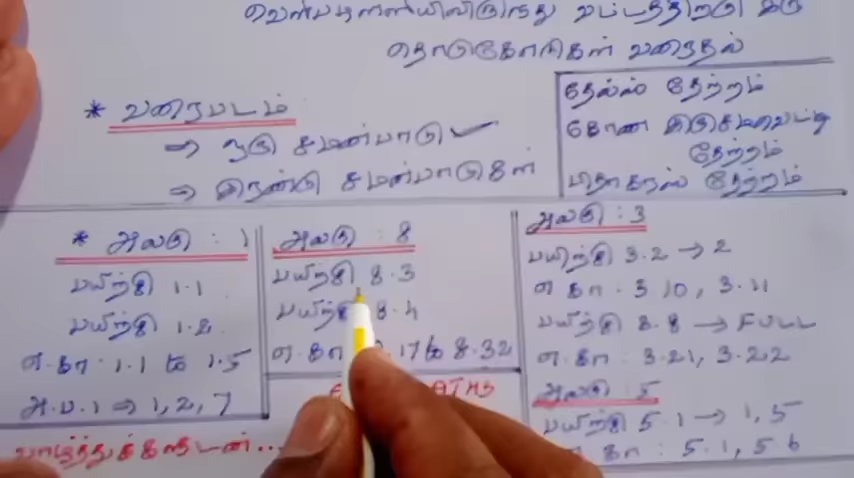 வெளிப்புள்ளியிலிருந்து வட்டத்திற்கு இரு
தொடுகோடுகள் வரைதல்
* வரைபடம்
⇒ ஒரு சமன்பாடு ✓
⇒ இரண்டு சமன்பாடுகள்
தேல்ஸ் தேற்றம்
கோண இருசமவெட்டி
தேற்றம்
பிதாகரஸ் தேற்றம்
* அலகு : 1
பயிற்சி 1.1
பயிற்சி 1.2
எ.கா : 1.1 to 1.5
அ.ப.1 ⇒ 1, 2, 7
அலகு : 8
பயிற்சி 8.3
பயிற்சி 8.4
எ.கா 17 to 8.32
MATHS
அலகு : 3
பயிற்சி 3.2 → 2
எ கா . 3 10, 3.11
பயிற்சி 3.8 → FULL
எ.கா : 3.21, 3.22
அலகு : 5
பயிற்சி 5.1 → 1, 5
கா : 5.1, 5 6
வாழ்த்துக்களுடன்...